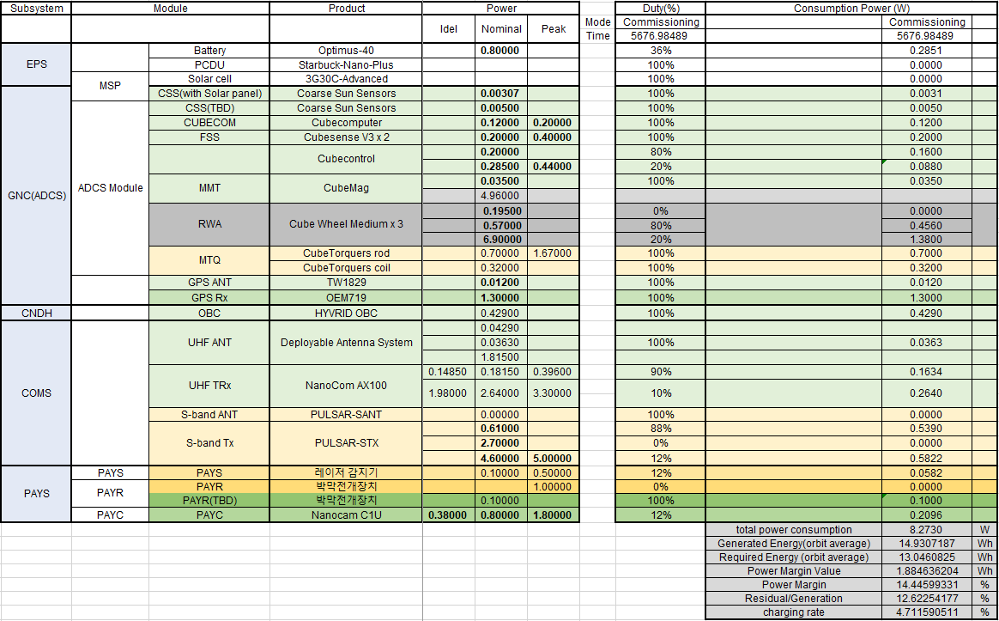 Subsystem Module Product Power Duty(%) Consumption Power (W)
Idel Nominal Peak Mode Commissioning Commissioning
Time 5676.98489 5676.98489
EPS Battery Optimus-40 0.80000 36% 0.2851
PCDU Starbuck-Nano-Plus 100% 0.0000
MSP Solar cell 3G30C-Advanced 100% 0.0000
GNC(ADCS) CSS(with Solar panel) Coarse Sun Sensors 0.00307 100% 0.0031
ADCS Module CSS(TBD) Coarse Sun Sensors 0.00500 100% 0.0050
CUBECOM Cubecomputer 0.12000 0.20000 100% 0.1200
FSS Cubesense V3 x 2 0.20000 0.40000 100% 0.2000
Cubecontrol 0.20000 80% 0.1600
0.28500 0.44000 20% 0.0880
MMT CubeMag 0.03500 100% 0.0350
4.96000
RWA Cube Wheel Medium x 3 0.19500 0% 0.0000
0.57000 80% 0.4560
6.90000 20% 1.3800
MTQ CubeTorquers rod 0.70000 1.67000 100% 0.7000
CubeTorquers coil 0.32000 100% 0.3200
GPS ANT TW1829 0.01200 100% 0.0120
GPS Rx OEM719 1.30000 100% 1.3000
CNDH OBC HYVRID OBC 0.42900 100% 0.4290
COMS UHF ANT Deployable Antenna System 0.04290
0.03630 100% 0.0363
1.81500
UHF TRx NanoCom AX100 0.14850 0.18150 0.39600 90% 0.1634
1.98000 2.64000 3.30000 10% 0.2640
S-band ANT PULSAR-SANT 0.00000 100% 0.0000
S-band Tx PULSAR-STX 0.61000 88% 0.5390
2.70000 0% 0.0000
4.60000 5.00000 12% 0.5822
PAYS PAYS PAYS 레이저 감지기 0.10000 0.50000 12% 0.0582
PAYR PAYR 박막전개장치 1.00000 0% 0.0000
PAYR(TBD) 박막전개장치 0.10000 100% 0.1000
PAYC PAYC Nanocam C1U 0.38000 0.80000 1.80000 12% 0.2096
total power consumption 8.2730 W
Generated Energy(orbit average) 14.9307187 Wh
Required Energy (orbit average) 13.0460825 Wh
Power Margin Value 1.884636204 Wh
Power Margin 14.44599331 %
Residual/Generation 12.62254177 %
charging rate 4.711590511 %